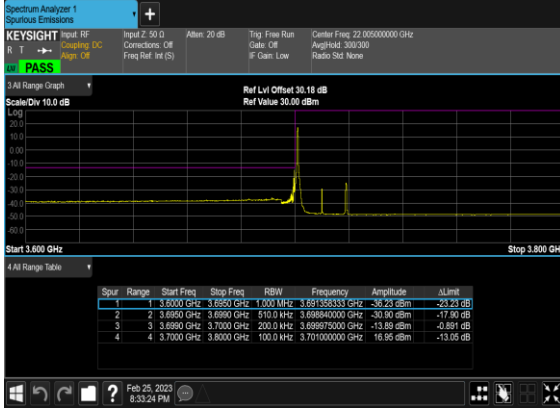 Spectrum Analyzer 1
Spurious Emissions
+
KEYSIGHT Input: RF Input Z: 50 Ω Atten: 20 dB Trig: Free Run Center Freq: 22.005000000 GHz
R T Coupling: DC Corrections: Off Gate: Off Avg|Hold: 300/300
Align: Off Freq Ref: Int (S) IF Gain: Low Radio Std: None
PASS
3 All Range Graph Ref Lvl Offset 30.18 dB
Scale/Div 10.0 dB Ref Value 30.00 dBm
Log
20.0
10.0
0.00
-10.0
-20.0
-30.0
-40.0
-50.0
-60.0
Start 3.600 GHz Stop 3.800 GH
4 All Range Table
Spur Range Start Freq Stop Freq RBW Frequency Amplitude ΔLimit
1 1 3.6000 GHz 3.6950 GHz 1.000 MHz 3.691358333 GHz -36.23 dBm -23.23 dB
2 2 3.6950 GHz 3.6990 GHz 510.0 kHz 3.698840000 GHz -30.90 dBm -17.90 dB
3 3 3.6990 GHz 3.7000 GHz 200.0 kHz 3.699975000 GHz -13.89 dBm -0.891 dB
4 4 3.7000 GHz 3.8000 GHz 100.0 kHz 3.701000000 GHz 16.95 dBm -13.05 dB
? Feb 25, 2023
8:33:24 PM